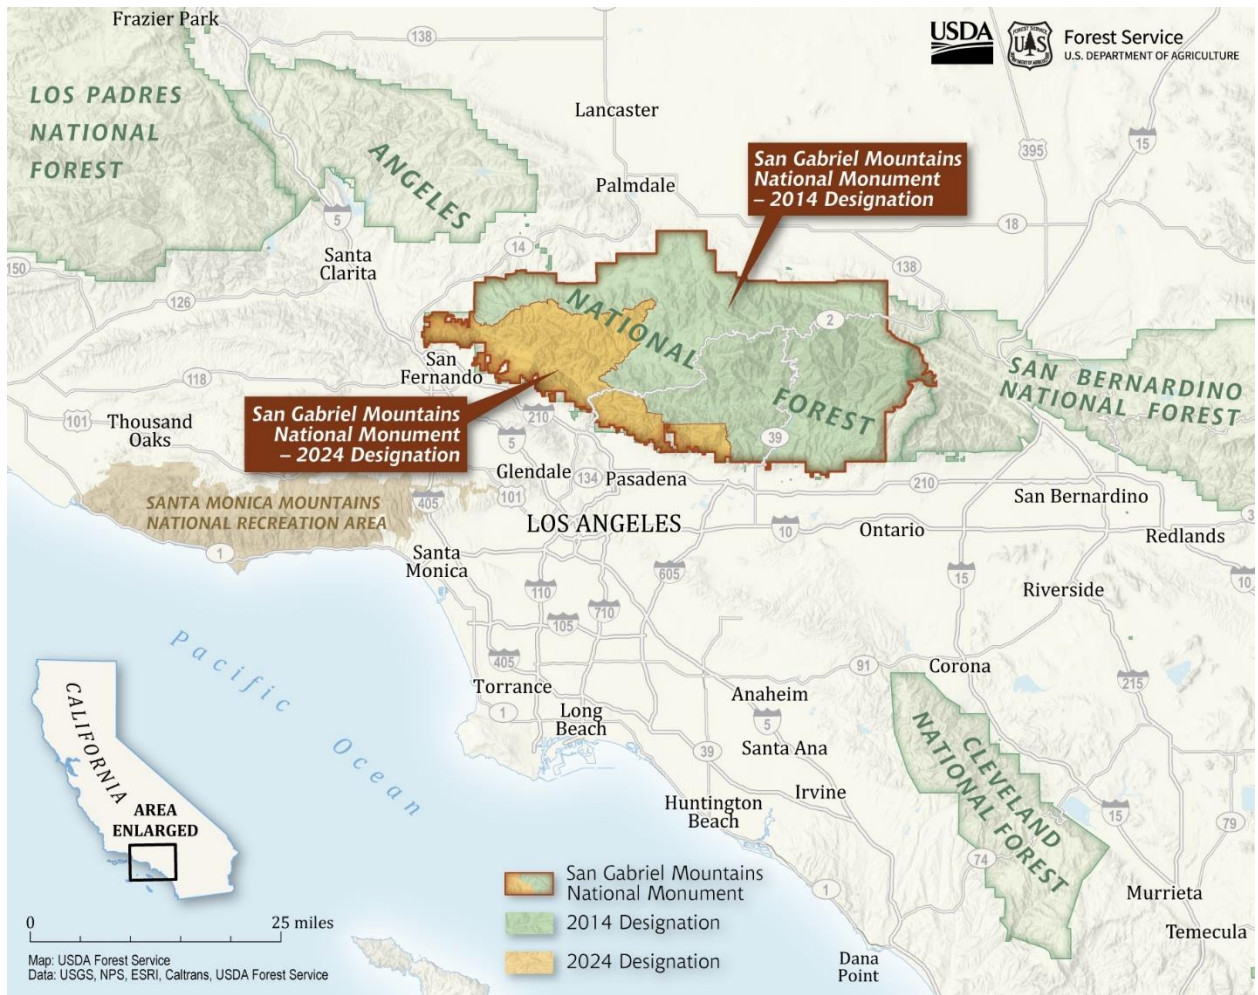 Frazier Park
138
USDA
FOREST SERVICE
U S
DEPARTMENT OF AGRICULTURE
Forest Service
U.S. DEPARTMENT OF AGRICULTURE
LOS PADRES
NATIONAL
FOREST
ANGELES
Lancaster
15
395
San Gabriel Mountains
National Monument
– 2014 Designation
Palmdale
5
14
18
Santa
Clarita
150
138
126
NATIONAL
2
San
Fernando
SAN BERNARDINO
NATIONAL FOREST
118
FOREST
San Gabriel Mountains
National Monument
– 2024 Designation
101
Thousand
Oaks
210
5
39
Glendale
134
Pasadena
210
405
101
San Bernardino
SANTA MONICA MOUNTAINS
NATIONAL RECREATION AREA
LOS ANGELES
10
Ontario
Redlands
1
Santa
Monica
605
15
10
110
710
Riverside
105
Pacific Ocean
405
91
Corona
215
Torrance
Anaheim
1
Long
Beach
5
39
Santa Ana
CLEVELAND
NATIONAL FOREST
CALIFORNIA
AREA
ENLARGED
Huntington
Beach
Irvine
15
79
74
1
Murrieta
San Gabriel Mountains
National Monument
2014 Designation
2024 Designation
Temecula
0
25 miles
Dana
Point
Map: USDA Forest Service
Data: USGS, NPS, ESRI, Caltrans, USDA Forest Service